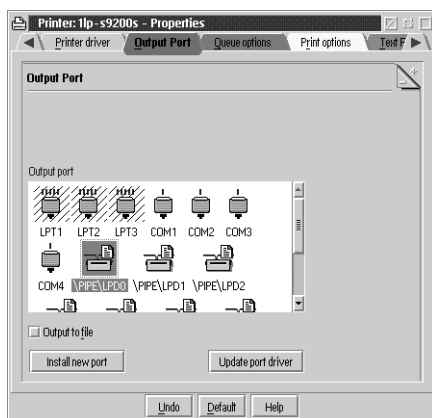 Printer: 1lp-s9200s - Properties
Printer driver Output Port Queue options Print options Text F
Output Port
Output port
LPT1 LPT2 LPT3 COM1 COM2 COM3
COM4 \PIPE\LPD0 \PIPE\LPD1 \PIPE\LPD2
Output to file
Install new port Update port driver
Undo Default Help